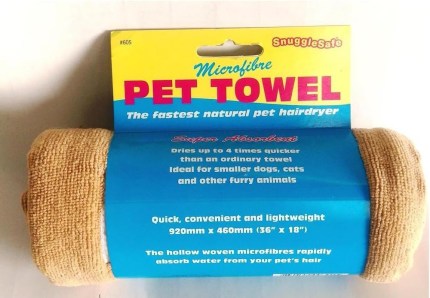 #606
SnuggleSafe
Microfibre
PET TOWEL
The fastest natural pet hairdryer
Super Absorbent
Dries up to 4 times quicker
than an ordinary towel
Ideal for smaller dogs, cats
and other furry animals
Quick, convenient and lightweight
920mm x 460mm (36" x 18")
The hollow woven microfibres rapidly
absorb water from your pet's hair